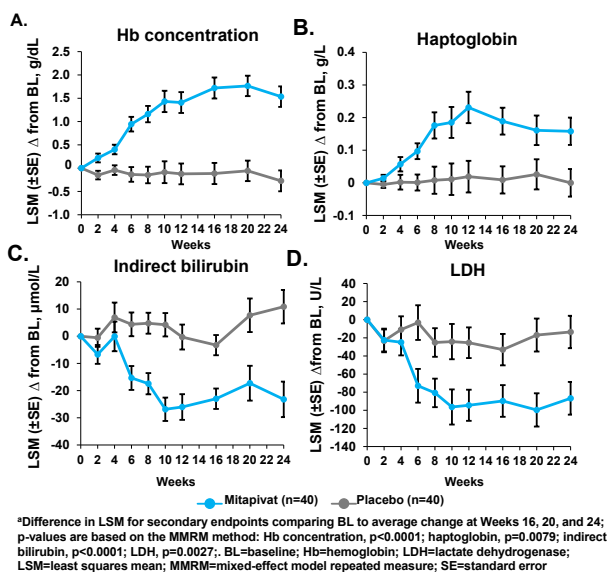 A.
Hb concentration
LSM (±SE) Δ from BL, g/dL
2.5
2.0
1.5
1.0
0.5
0
-0.5
-1.0
0 2 4 6 8 10 12 16 20 24
Weeks
B.
Haptoglobin
LSM (±SE) Δ from BL, g/L
0.4
0.3
0.2
0.1
0
-0.1
0 2 4 6 8 10 12 16 20 24
Weeks
C.
Indirect bilirubin
LSM (±SE) Δ from BL, μmol/L
20
10
0
-10
-20
-30
-40
0 2 4 6 8 10 12 14 16 18 20 22 24
Weeks
D.
LDH
LSM (±SE) Δfrom BL, U/L
20
0
-20
-40
-60
-80
-100
-120
-140
0 2 4 6 8 10 12 14 16 18 20 22 24
Weeks
Mitapivat (n=40) Placebo (n=40)
ᵃDifference in LSM for secondary endpoints comparing BL to average change at Weeks 16, 20, and 24;
p-values are based on the MMRM method: Hb concentration, p<0.0001; haptoglobin, p=0.0079; indirect
bilirubin, p<0.0001; LDH, p=0.0027;. BL=baseline; Hb=hemoglobin; LDH=lactate dehydrogenase;
LSM=least squares mean; MMRM=mixed-effect model repeated measure; SE=standard error